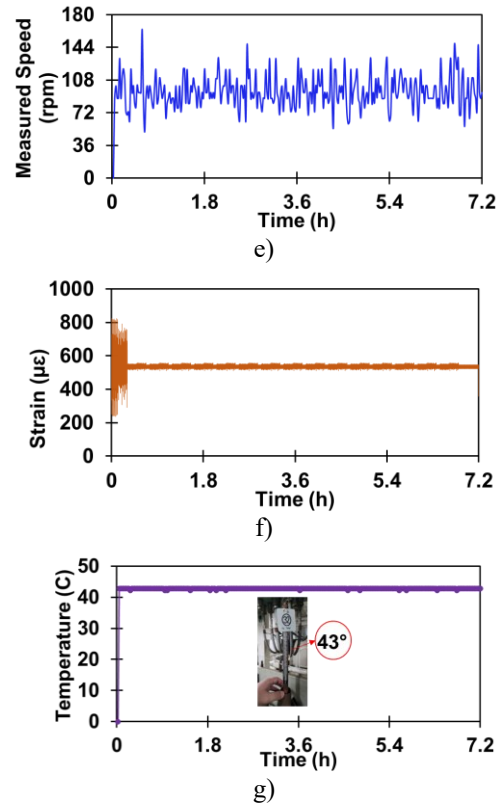 180
144
108
72
36
0
Measured Speed
(rpm)
0 1.8 3.6 5.4 7.2
Time (h)
e)
1000
800
600
400
200
0
Strain (µε)
0 1.8 3.6 5.4 7.2
Time (h)
f)
50
40
30
20
10
0
Temperature (C)
43°
0 1.8 3.6 5.4 7.2
Time (h)
g)